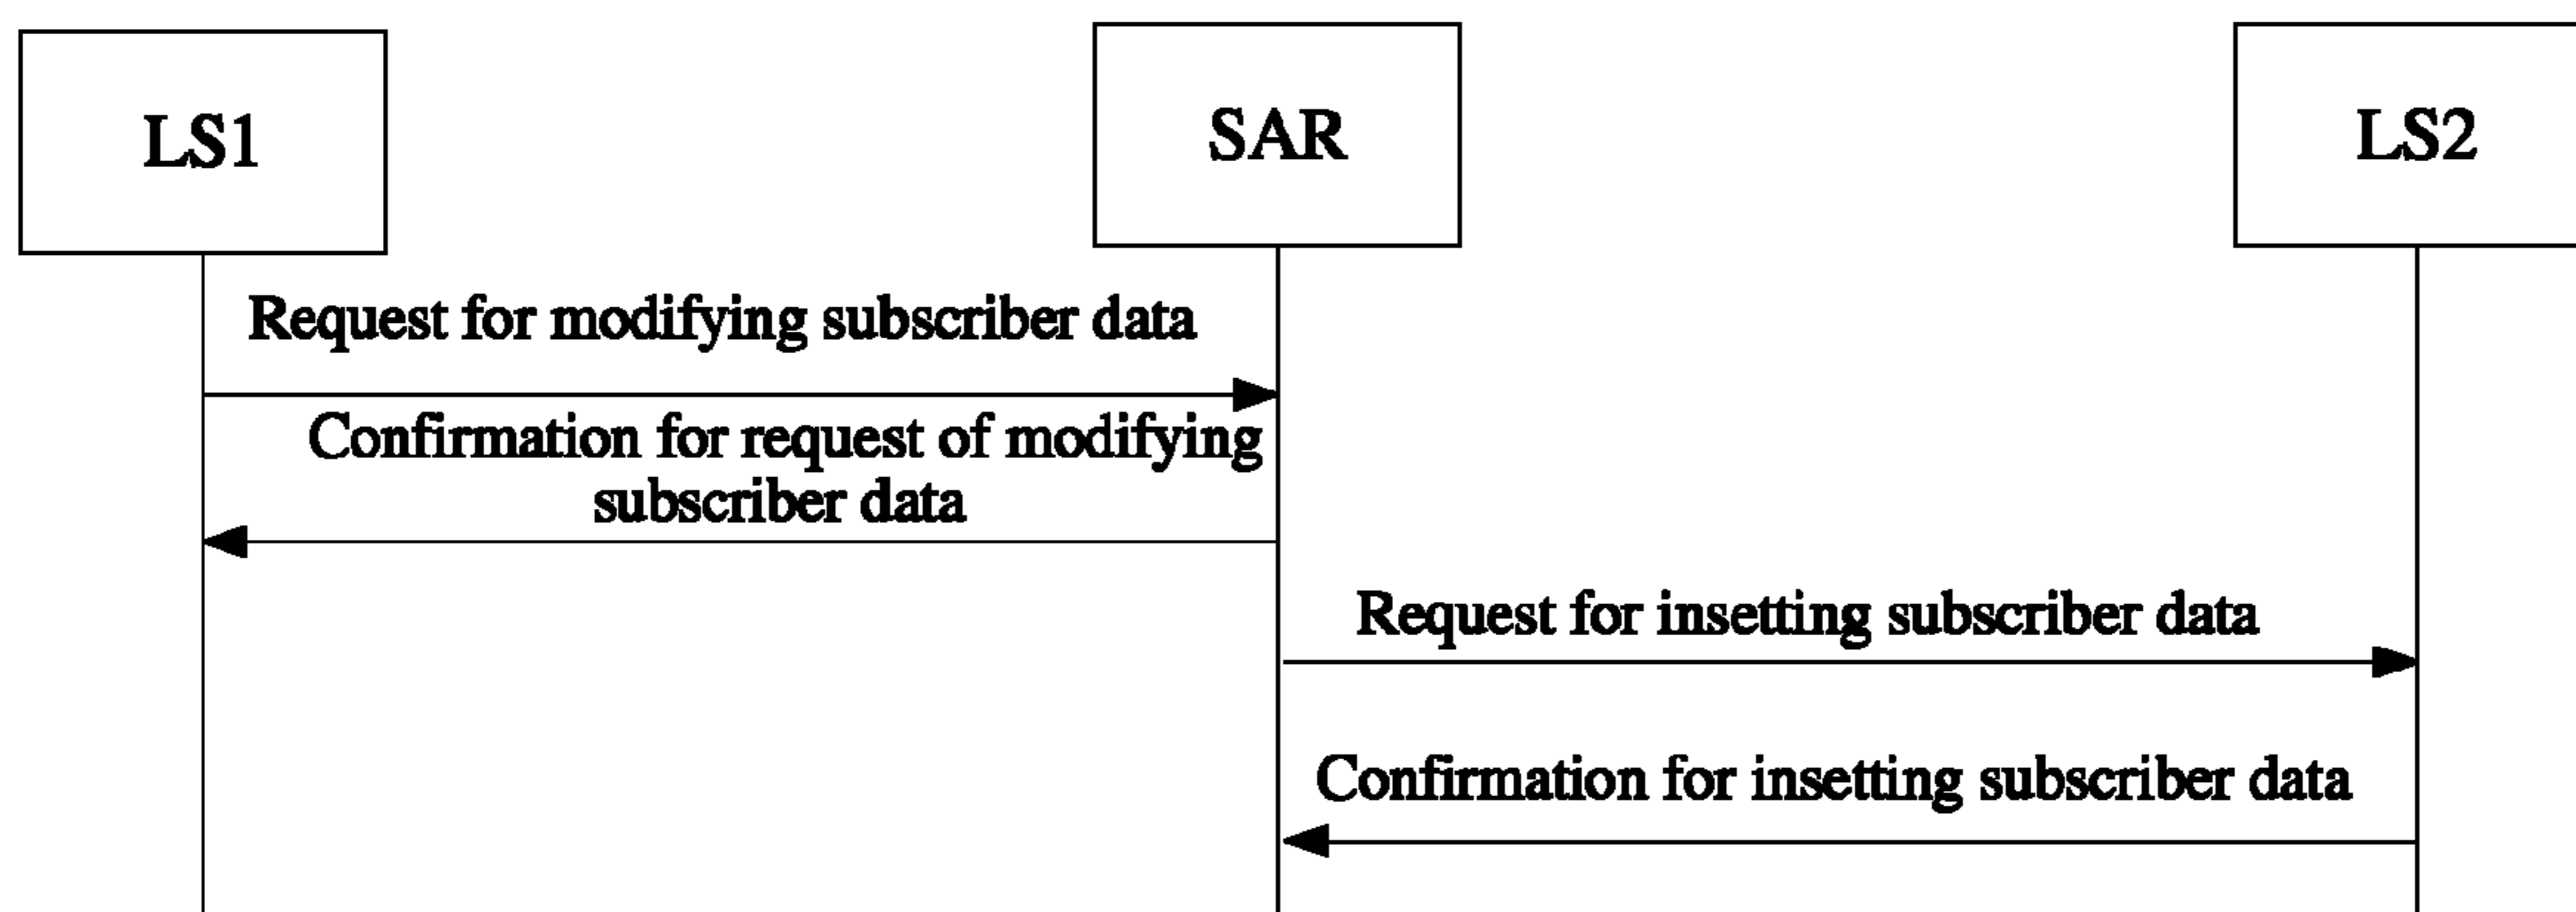 LS1
SAR
LS2
Request for modifying subscriber data
Confirmation for request of modifying
subscriber data
Request for insetting subscriber data
Confirmation for insetting subscriber data